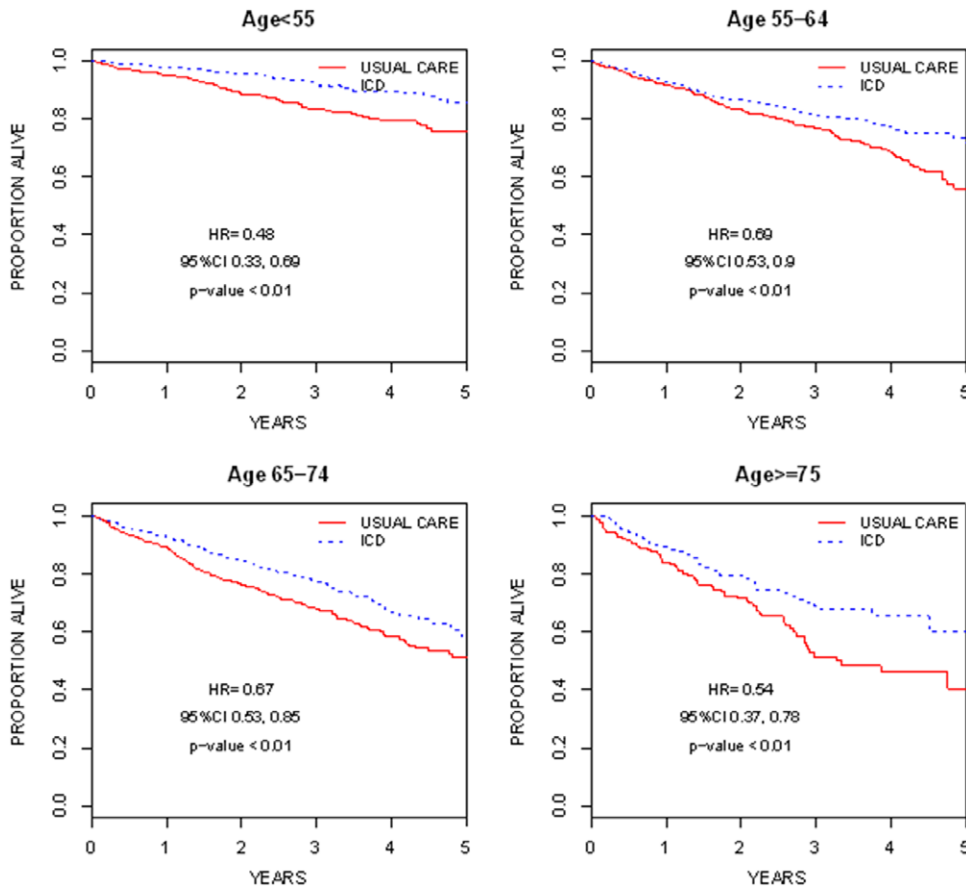 Age<55
PROPORTION ALIVE
1.0
0.8
0.6
0.4
0.2
0.0
USUAL CARE
ICD
HR= 0.48
95%CI 0.33, 0.69
p-value < 0.01
0 1 2 3 4 5
YEARS
Age 55-64
PROPORTION ALIVE
1.0
0.8
0.6
0.4
0.2
0.0
USUAL CARE
ICD
HR= 0.69
95%CI 0.53, 0.9
p-value < 0.01
0 1 2 3 4 5
YEARS
Age 65-74
PROPORTION ALIVE
1.0
0.8
0.6
0.4
0.2
0.0
USUAL CARE
ICD
HR= 0.67
95%CI 0.53, 0.85
p-value < 0.01
0 1 2 3 4 5
YEARS
Age>=75
PROPORTION ALIVE
1.0
0.8
0.6
0.4
0.2
0.0
USUAL CARE
ICD
HR= 0.54
95%CI 0.37, 0.78
p-value < 0.01
0 1 2 3 4 5
YEARS